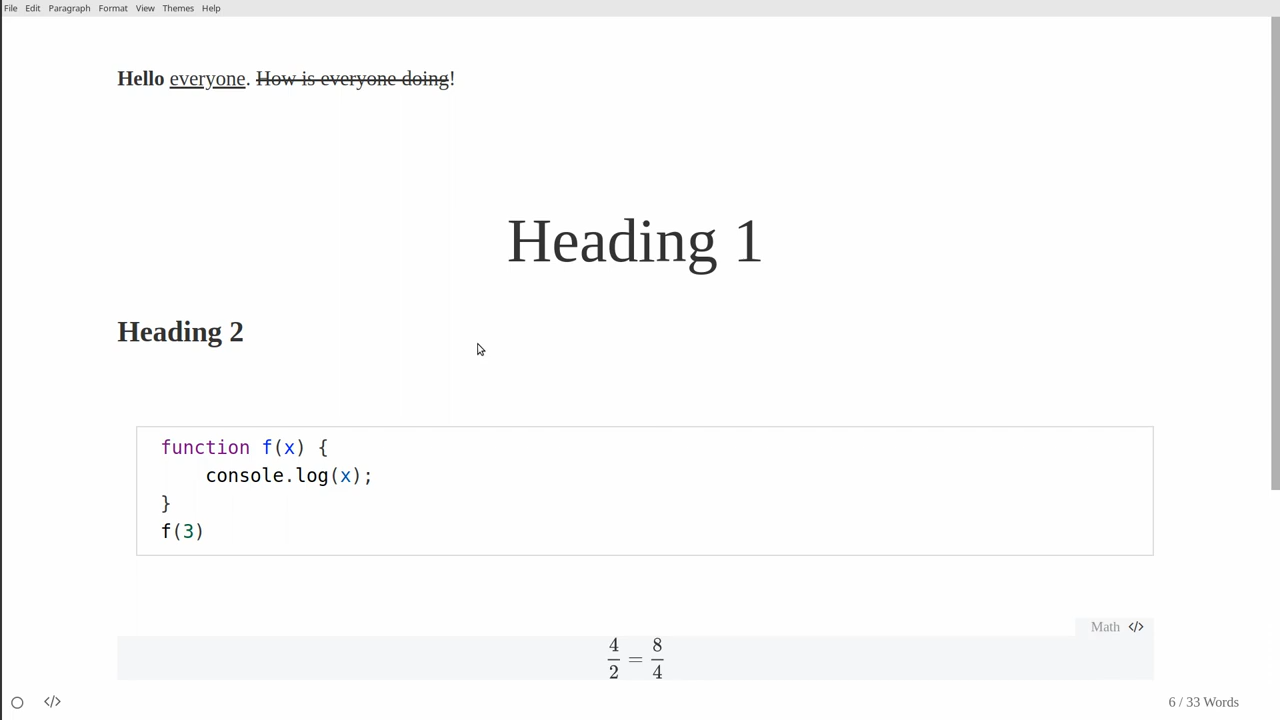 File Edit Paragraph Format View Themes Help
Hello everyone. How is everyone doing!
Heading 1
Heading 2
function f(x) {
    console.log(x);
}
f(3)
Math </>
4/2 = 8/4
</> 6 / 33 Words